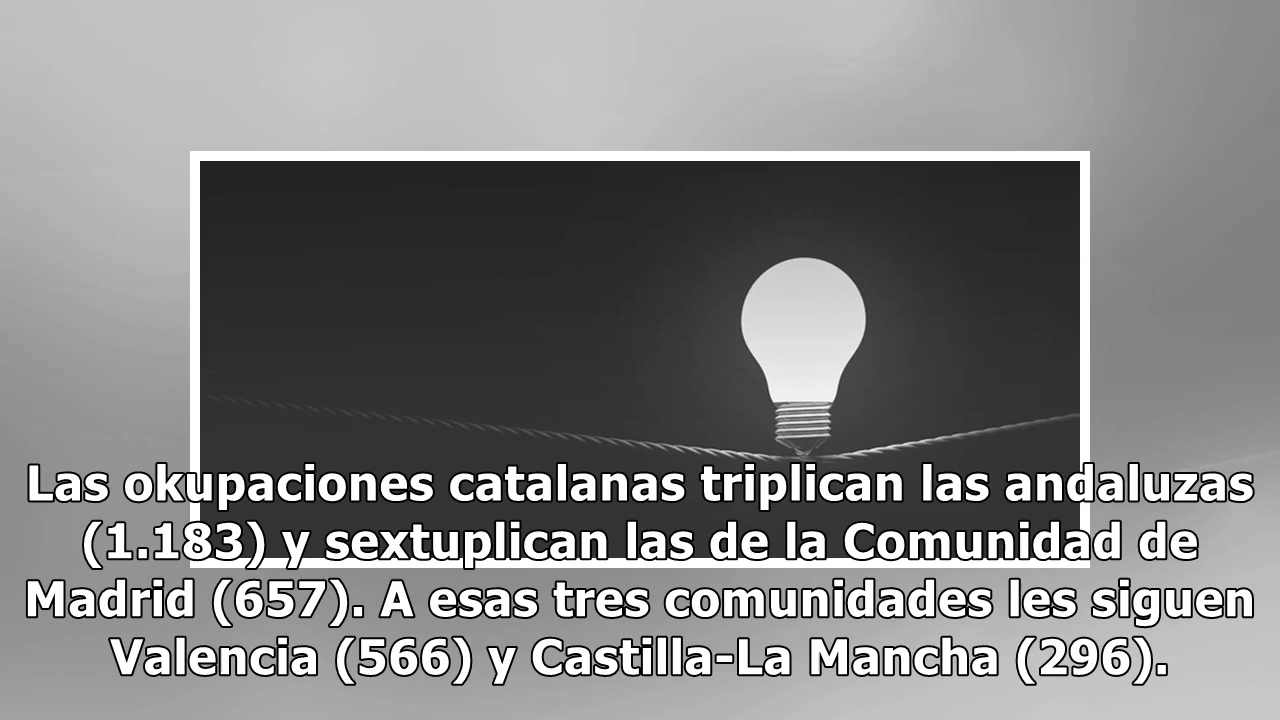 Las okupaciones catalanas triplican las andaluzas
(1.183) y sextuplican las de la Comunidad de
Madrid (657). A esas tres comunidades les siguen
Valencia (566) y Castilla-La Mancha (296).